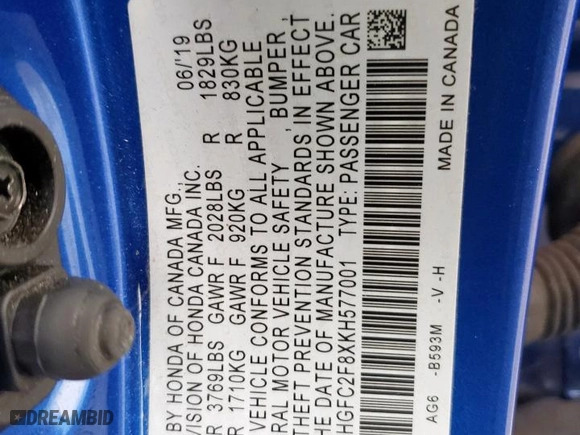 BY HONDA OF CANADA MFG., 06/'19
VISION OF HONDA CANADA INC.
R 3769LBS GAWR F 2028LBS R 1829LBS
R 1710KG GAWR F 920KG R 830KG
VEHICLE CONFORMS TO ALL APPLICABLE
RAL MOTOR VEHICLE SAFETY, BUMPER,
THEFT PREVENTION STANDARDS, IN EFFECT
THE DATE OF MANUFACTURE SHOWN ABOVE.
HGFC2F8XKH577001 TYPE: PASSENGER CAR
AG6 -B593M -V -H
MADE IN CANADA
DREAMBID